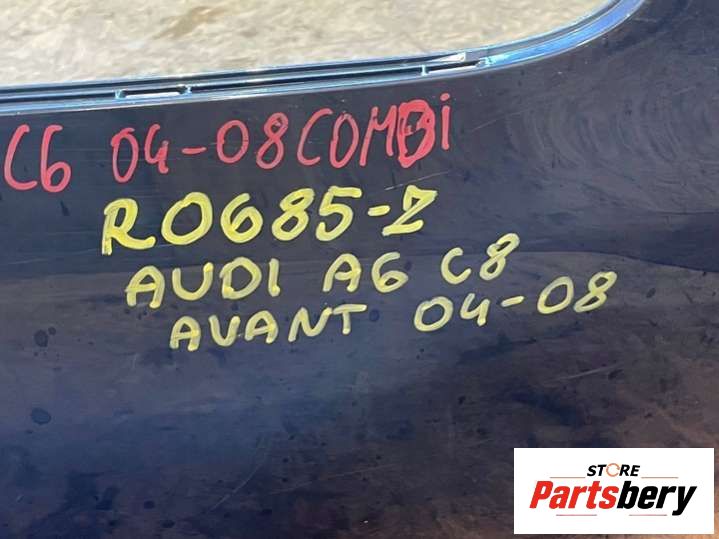 C6 04-08 COMBi
R0685-Z
AUDI A6 C8
AVANT 04-08
STORE
Partsbery